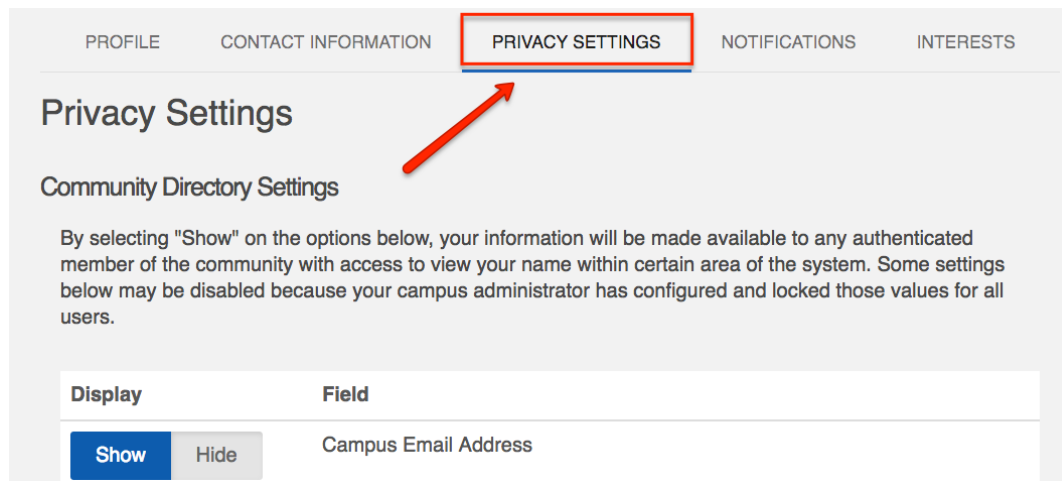 PROFILE CONTACT INFORMATION PRIVACY SETTINGS NOTIFICATIONS INTERESTS
Privacy Settings
Community Directory Settings
By selecting "Show" on the options below, your information will be made available to any authenticated
member of the community with access to view your name within certain area of the system. Some settings
below may be disabled because your campus administrator has configured and locked those values for all
users.
Display Field
Show Hide Campus Email Address